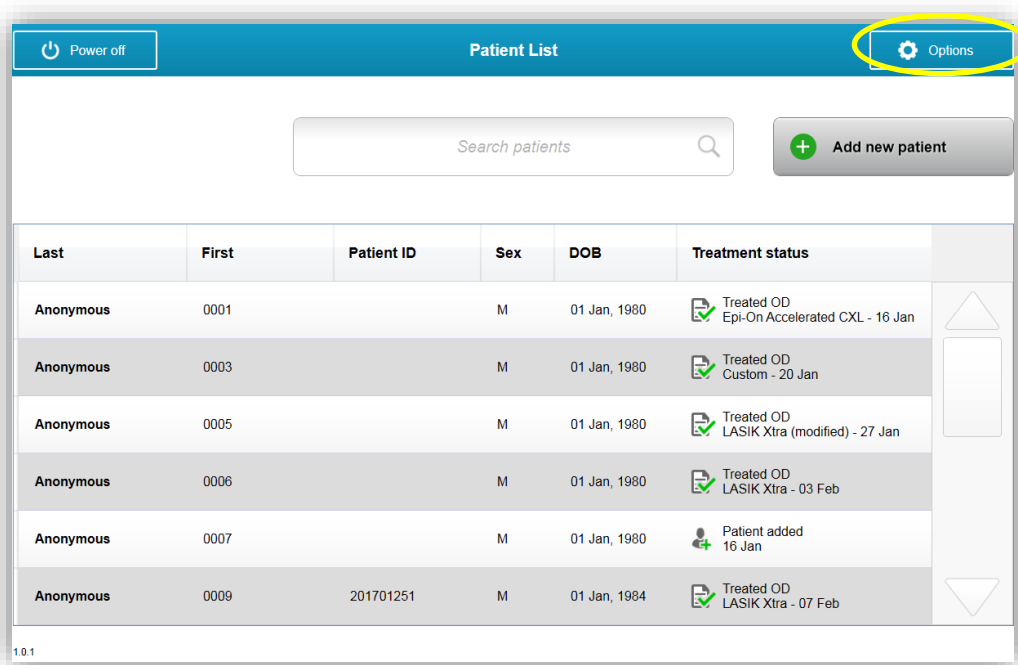 Power off Patient List Options
Search patients Add new patient
Last First Patient ID Sex DOB Treatment status
Anonymous 0001 M 01 Jan, 1980 Treated OD
Epi-On Accelerated CXL - 16 Jan
Anonymous 0003 M 01 Jan, 1980 Treated OD
Custom - 20 Jan
Anonymous 0005 M 01 Jan, 1980 Treated OD
LASIK Xtra (modified) - 27 Jan
Anonymous 0006 M 01 Jan, 1980 Treated OD
LASIK Xtra - 03 Feb
Anonymous 0007 M 01 Jan, 1980 Patient added
16 Jan
Anonymous 0009 201701251 M 01 Jan, 1984 Treated OD
LASIK Xtra - 07 Feb
1.0.1